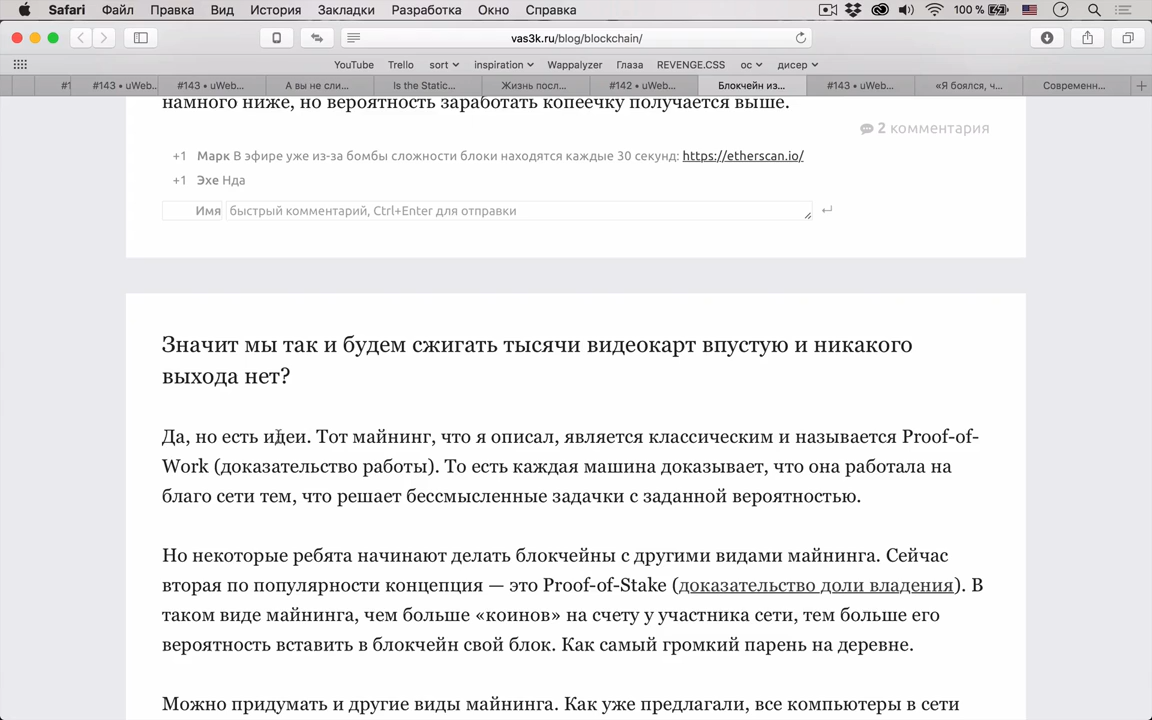 Safari Файл Правка Вид История Закладки Разработка Окно Справка 100 %
vas3k.ru/blog/blockchain/
YouTube Trello sort inspiration Wappalyzer Глаза REVENGE.CSS ос дисер
#1 #143 • uWeb... #143 • uWeb... А вы не сли... Is the Static... Жизнь посл... #142 • uWeb... Блокчейн из... #143 • uWeb... «Я боялся, ч... Современн...
намного ниже, но вероятность заработать копеечку получается выше.
2 комментария
+1 Марк В эфире уже из-за бомбы сложности блоки находятся каждые 30 секунд: https://etherscan.io/
+1 Эхе Нда
Имя быстрый комментарий, Ctrl+Enter для отправки
Значит мы так и будем сжигать тысячи видеокарт впустую и никакого
выхода нет?
Да, но есть идеи. Тот майнинг, что я описал, является классическим и называется Proof-of-
Work (доказательство работы). То есть каждая машина доказывает, что она работала на
благо сети тем, что решает бессмысленные задачки с заданной вероятностью.
Но некоторые ребята начинают делать блокчейны с другими видами майнинга. Сейчас
вторая по популярности концепция — это Proof-of-Stake (доказательство доли владения). В
таком виде майнинга, чем больше «коинов» на счету у участника сети, тем больше его
вероятность вставить в блокчейн свой блок. Как самый громкий парень на деревне.
Можно придумать и другие виды майнинга. Как уже предлагали, все компьютеры в сети